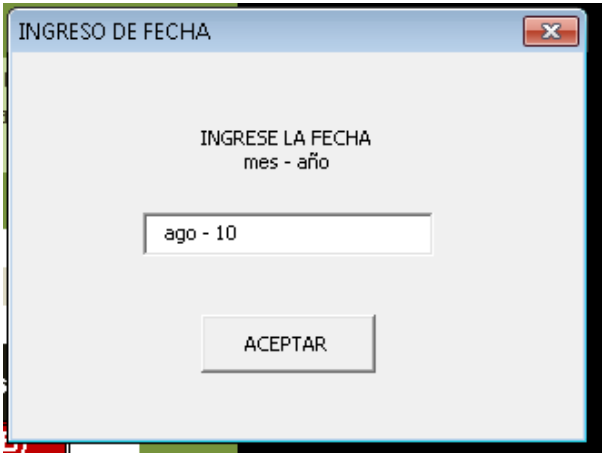 INGRESO DE FECHA
INGRESE LA FECHA
mes - año
ago - 10
ACEPTAR